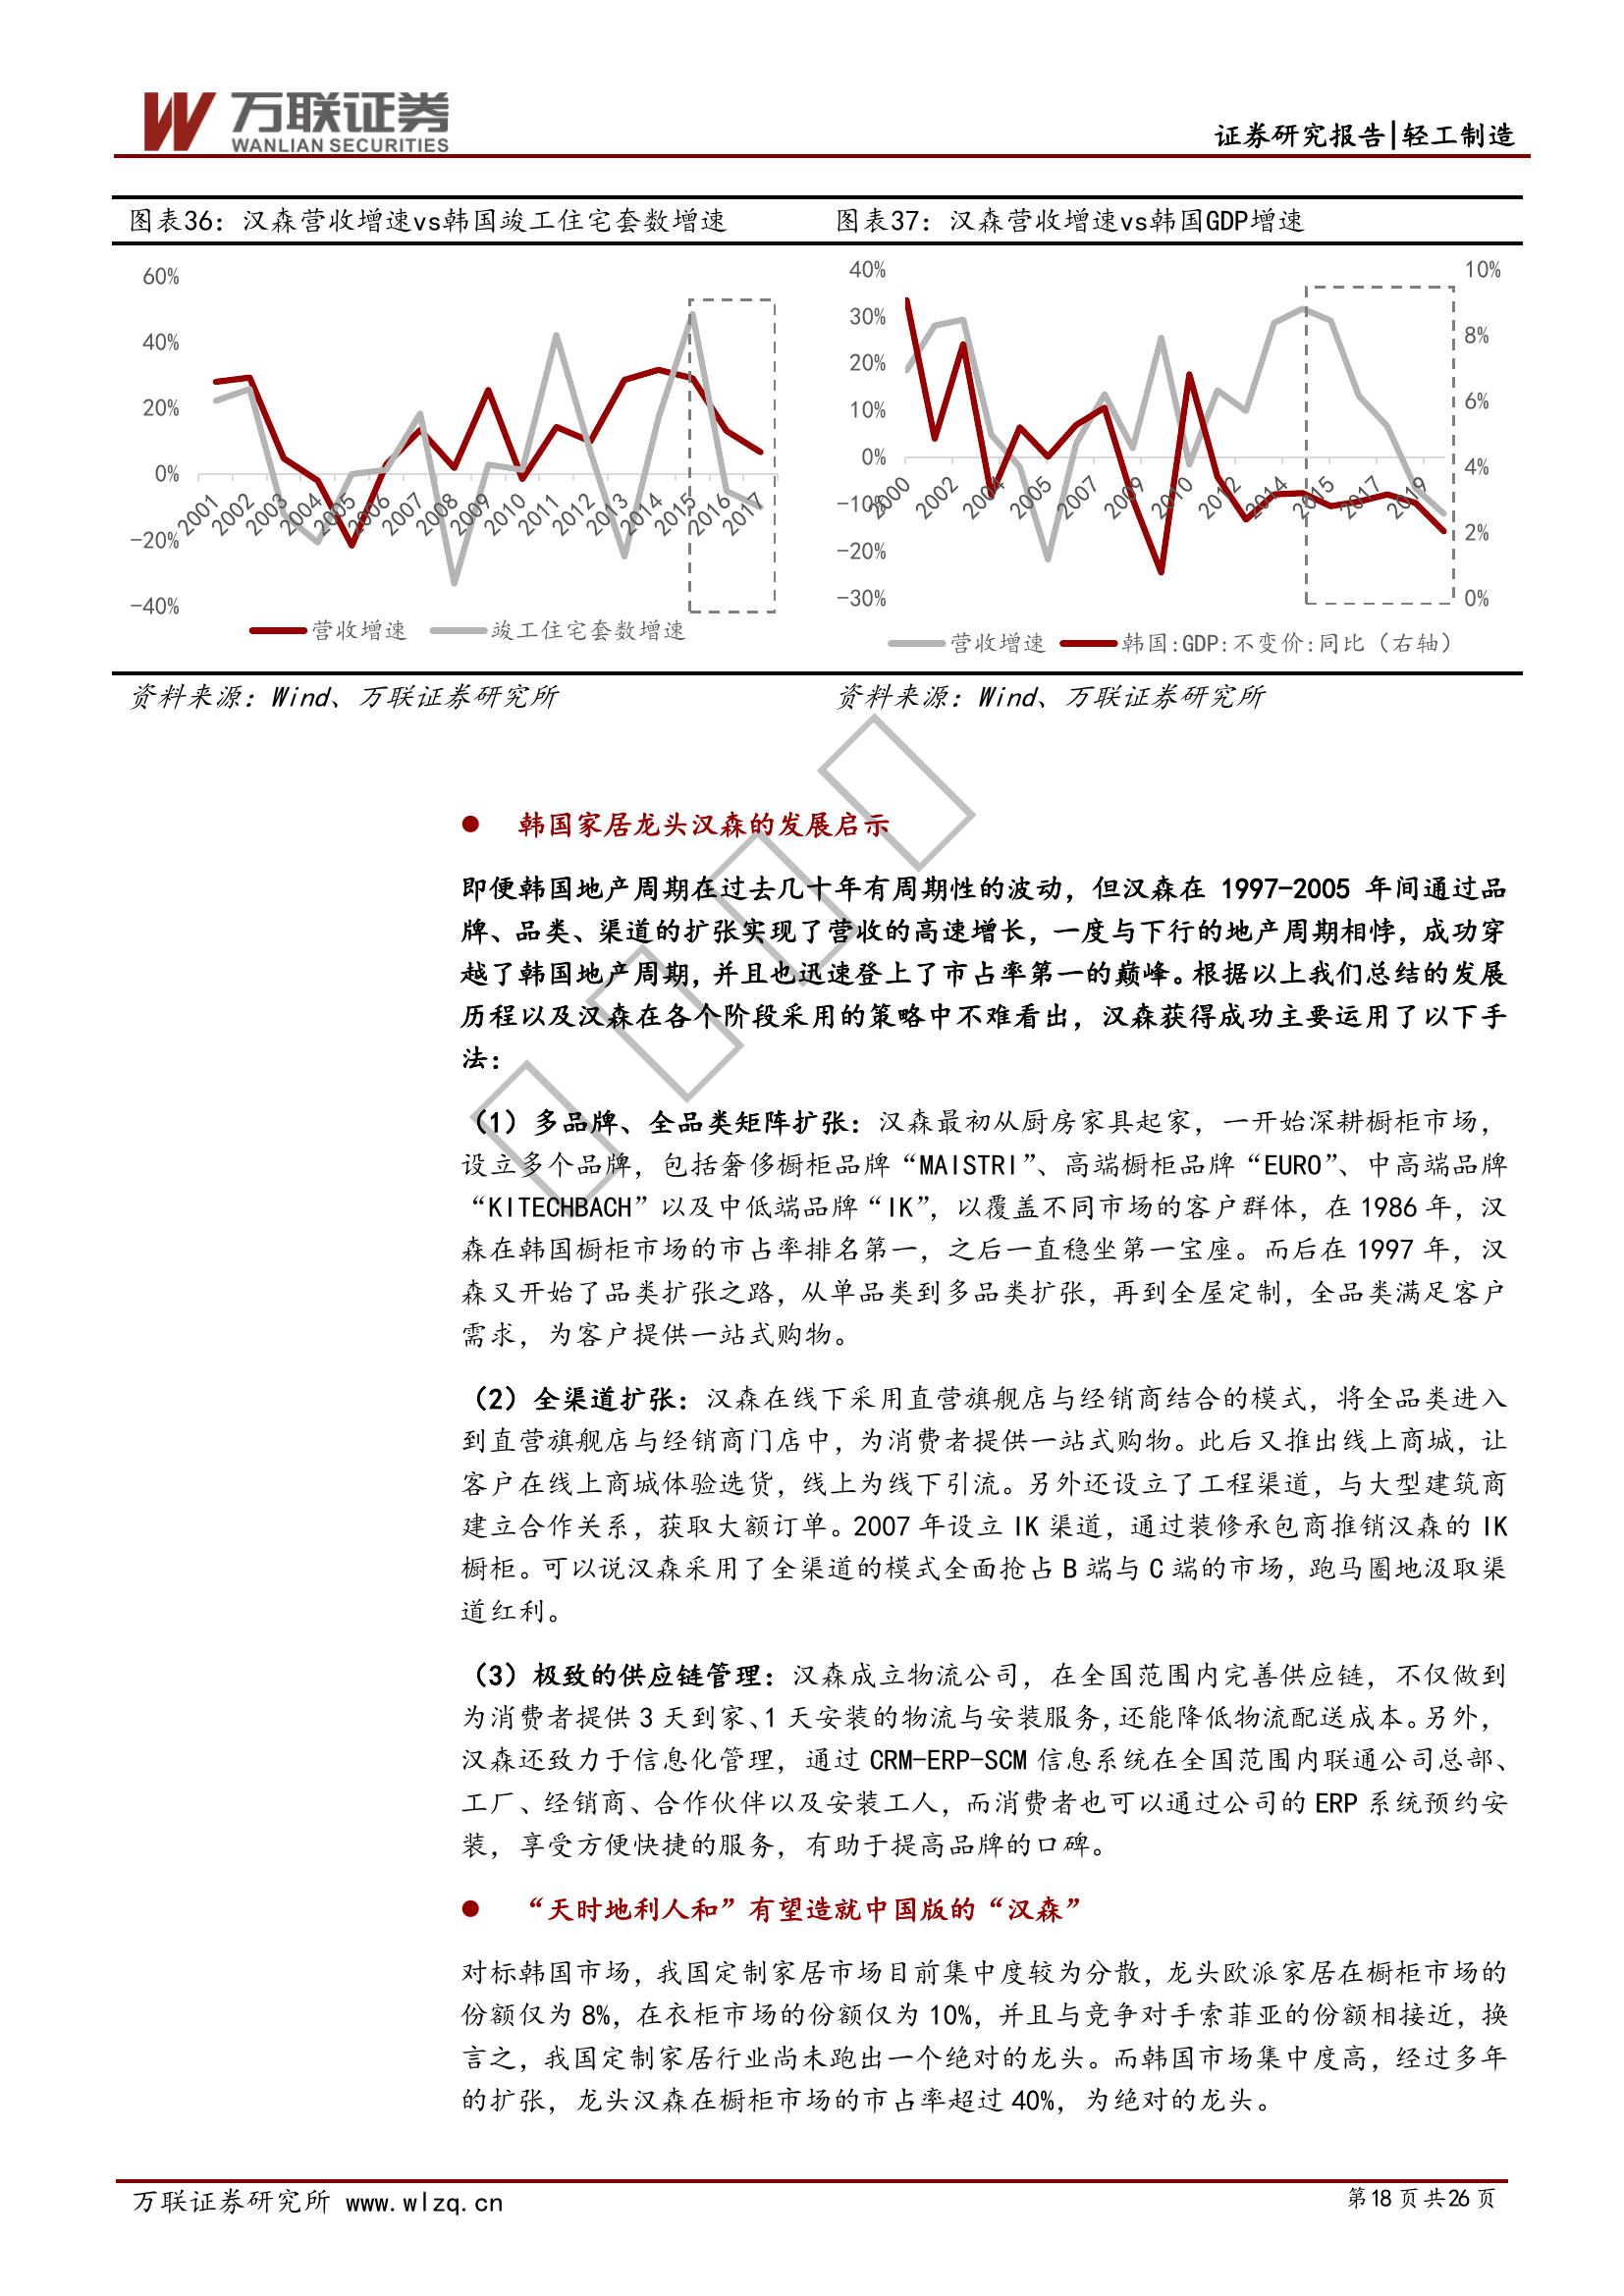 万联证券
WANLIAN SECURITIES
证券研究报告|轻工制造
图表36：汉森营收增速vs韩国竣工住宅套数增速
60%
40%
20%
0%
-20%
-40%
2001 2002 2003 2004 2005 2006 2007 2008 2009 2010 2011 2012 2013 2014 2015 2016 2017
营收增速 竣工住宅套数增速
图表37：汉森营收增速vs韩国GDP增速
40%
30%
20%
10%
0%
-10%
-20%
-30%
10%
8%
6%
4%
2%
0%
2000 2002 2004 2005 2007 2009 2010 2012 2014 2015 2017 2019
营收增速 韩国:GDP:不变价:同比（右轴）
资料来源：Wind、万联证券研究所
资料来源：Wind、万联证券研究所
● 韩国家居龙头汉森的发展启示
即便韩国地产周期在过去几十年有周期性的波动，但汉森在 1997-2005 年间通过品
牌、品类、渠道的扩张实现了营收的高速增长，一度与下行的地产周期相悖，成功穿
越了韩国地产周期，并且也迅速登上了市占率第一的巅峰。根据以上我们总结的发展
历程以及汉森在各个阶段采用的策略中不难看出，汉森获得成功主要运用了以下手
法：
（1）多品牌、全品类矩阵扩张：汉森最初从厨房家具起家，一开始深耕橱柜市场，
设立多个品牌，包括奢侈橱柜品牌“MAISTRI”、高端橱柜品牌“EURO”、中高端品牌
“KITECHBACH”以及中低端品牌“IK”，以覆盖不同市场的客户群体，在 1986 年，汉
森在韩国橱柜市场的市占率排名第一，之后一直稳坐第一宝座。而后在 1997 年，汉
森又开始了品类扩张之路，从单品类到多品类扩张，再到全屋定制，全品类满足客户
需求，为客户提供一站式购物。
（2）全渠道扩张：汉森在线下采用直营旗舰店与经销商结合的模式，将全品类进入
到直营旗舰店与经销商门店中，为消费者提供一站式购物。此后又推出线上商城，让
客户在线上商城体验选货，线上为线下引流。另外还设立了工程渠道，与大型建筑商
建立合作关系，获取大额订单。2007 年设立 IK 渠道，通过装修承包商推销汉森的 IK
橱柜。可以说汉森采用了全渠道的模式全面抢占 B 端与 C 端的市场，跑马圈地汲取渠
道红利。
（3）极致的供应链管理：汉森成立物流公司，在全国范围内完善供应链，不仅做到
为消费者提供 3 天到家、1 天安装的物流与安装服务，还能降低物流配送成本。另外，
汉森还致力于信息化管理，通过 CRM-ERP-SCM 信息系统在全国范围内联通公司总部、
工厂、经销商、合作伙伴以及安装工人，而消费者也可以通过公司的 ERP 系统预约安
装，享受方便快捷的服务，有助于提高品牌的口碑。
● “天时地利人和”有望造就中国版的“汉森”
对标韩国市场，我国定制家居市场目前集中度较为分散，龙头欧派家居在橱柜市场的
份额仅为 8%，在衣柜市场的份额仅为 10%，并且与竞争对手索菲亚的份额相接近，换
言之，我国定制家居行业尚未跑出一个绝对的龙头。而韩国市场集中度高，经过多年
的扩张，龙头汉森在橱柜市场的市占率超过 40%，为绝对的龙头。
万联证券研究所 www.wlzq.cn
第18页共26页